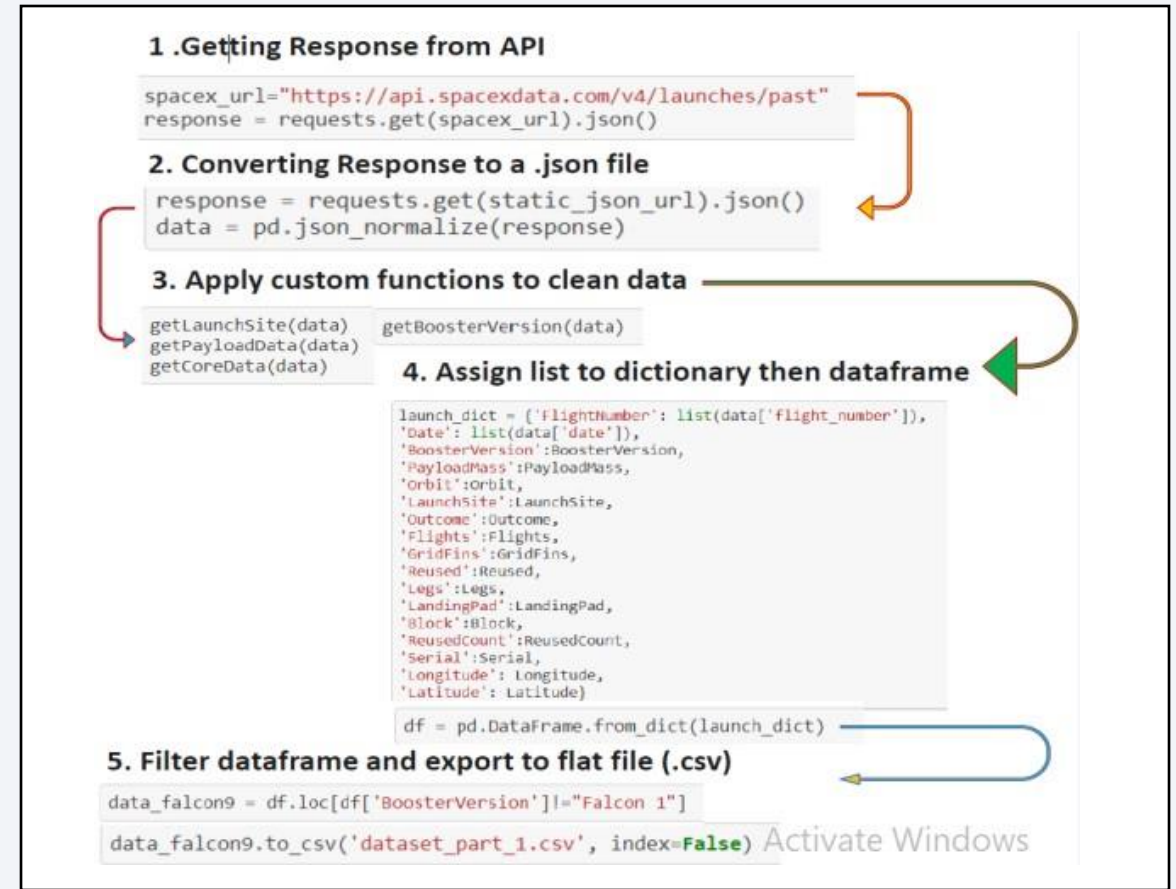 1 .Getting Response from API
spacex_url="https://api.spacexdata.com/v4/launches/past"
response = requests.get(spacex_url).json()
2. Converting Response to a .json file
response = requests.get(static_json_url).json()
data = pd.json_normalize(response)
3. Apply custom functions to clean data
getLaunchSite(data)
getPayloadData(data)
getCoreData(data)
getBoosterVersion(data)
4. Assign list to dictionary then dataframe
launch_dict = {'FlightNumber': list(data['flight_number']),
'Date': list(data['date']),
'BoosterVersion':BoosterVersion,
'PayloadMass':PayloadMass,
'Orbit':Orbit,
'LaunchSite':LaunchSite,
'Outcome':Outcome,
'Flights':Flights,
'GridFins':GridFins,
'Reused':Reused,
'Legs':Legs,
'LandingPad':LandingPad,
'Block':Block,
'ReusedCount':ReusedCount,
'Serial':Serial,
'Longitude': Longitude,
'Latitude': Latitude}
df = pd.DataFrame.from_dict(launch_dict)
5. Filter dataframe and export to flat file (.csv)
data_falcon9 = df.loc[df['BoosterVersion']!="Falcon 1"]
data_falcon9.to_csv('dataset_part_1.csv', index=False)
Activate Windows